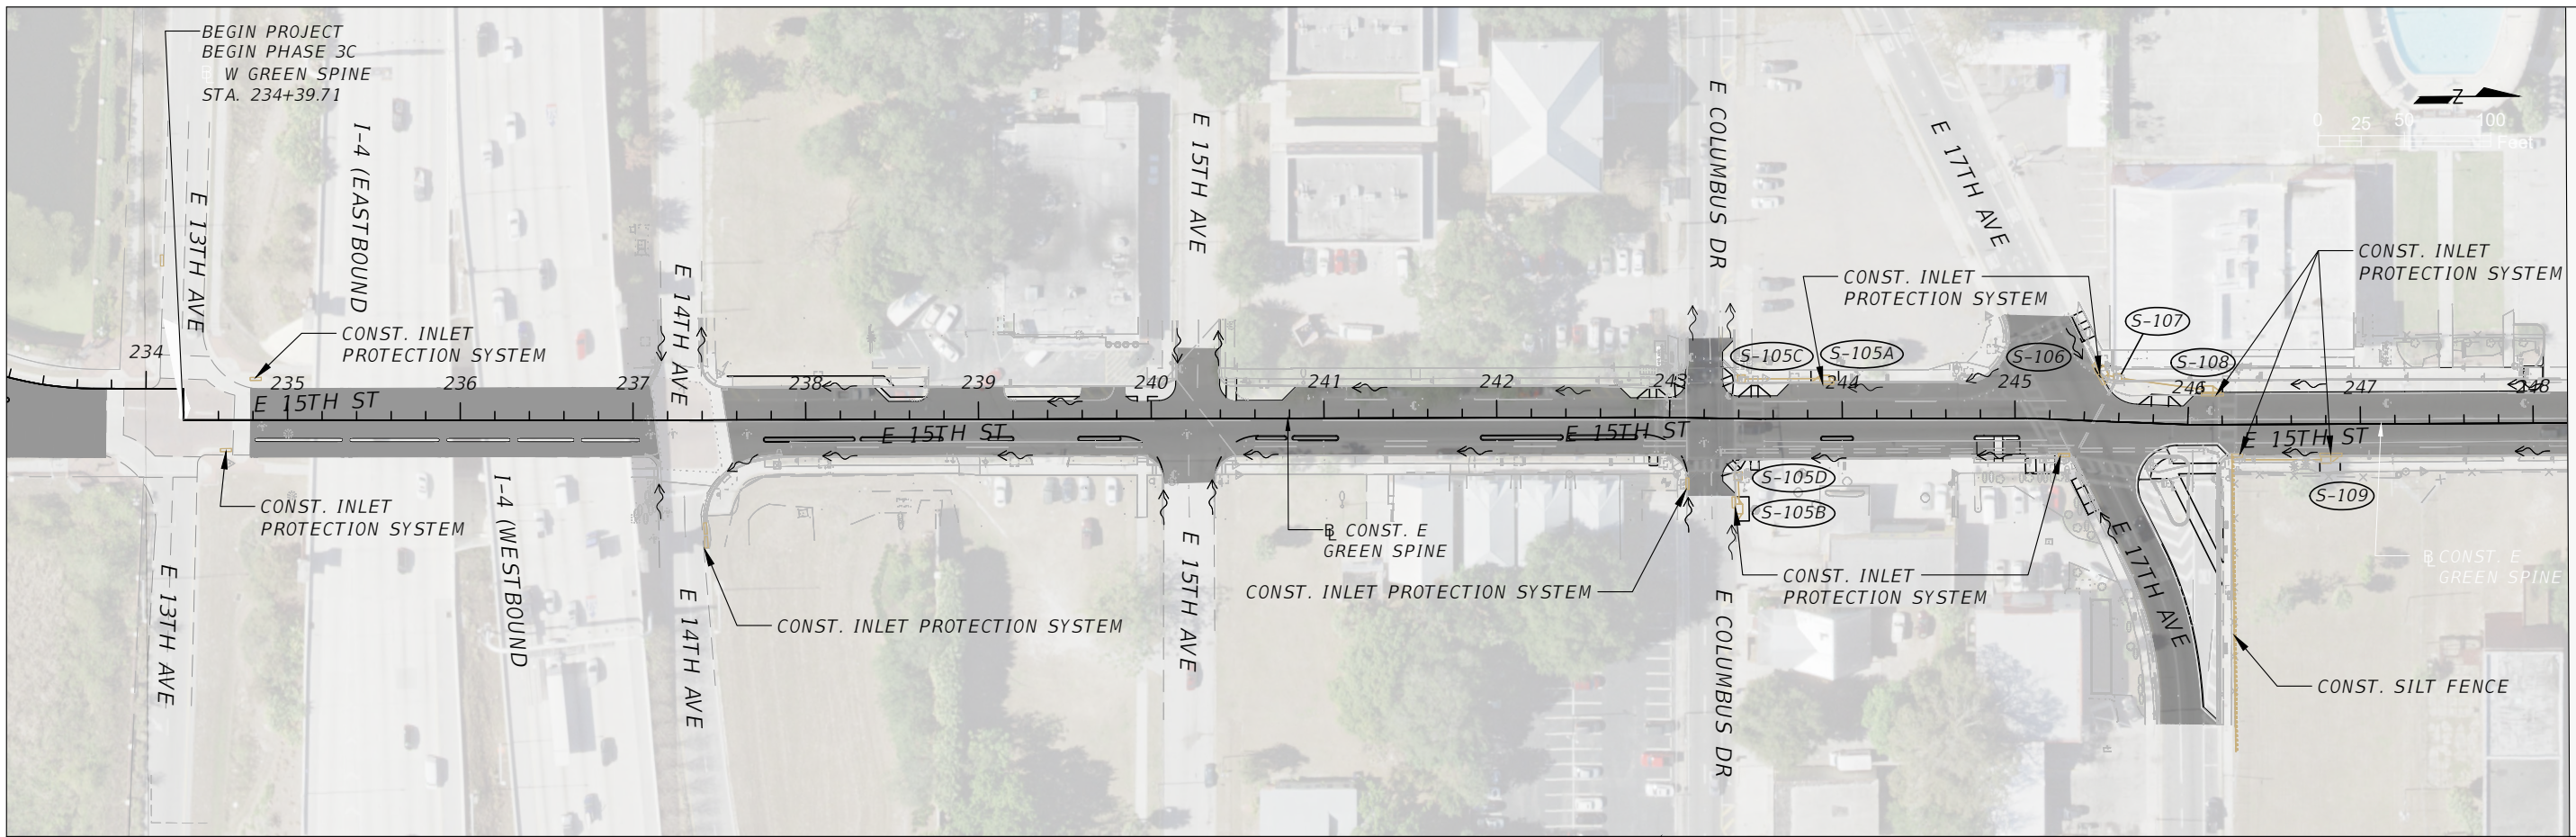 BEGIN PROJECT
BEGIN PHASE 3C
W GREEN SPINE
STA. 234+39.71
E 13TH AVE
I-4 (EASTBOUND
E 14TH AVE
E 15TH AVE
E COLUMBUS DR
E 17TH AVE
Z
0 25 50 100
Feet
CONST. INLET
PROTECTION SYSTEM
CONST. INLET
PROTECTION SYSTEM
CONST. INLET
PROTECTION SYSTEM
S-107
S-105C
S-105A
S-106
S-108
234
235
236
237
238
239
240
241
242
243
244
245
246
247
248
E 15TH ST
E 15TH ST
E 15TH ST
E 15TH ST
S-105D
S-105B
S-109
CONST. INLET
PROTECTION SYSTEM
I-4 (WESTBOUND
℄ CONST. E
GREEN SPINE
℄ CONST. E
GREEN SPINE
CONST. INLET PROTECTION SYSTEM
CONST. INLET
PROTECTION SYSTEM
CONST. INLET PROTECTION SYSTEM
E 13TH AVE
E 14TH AVE
E 15TH AVE
E COLUMBUS DR
E 17TH AVE
CONST. SILT FENCE